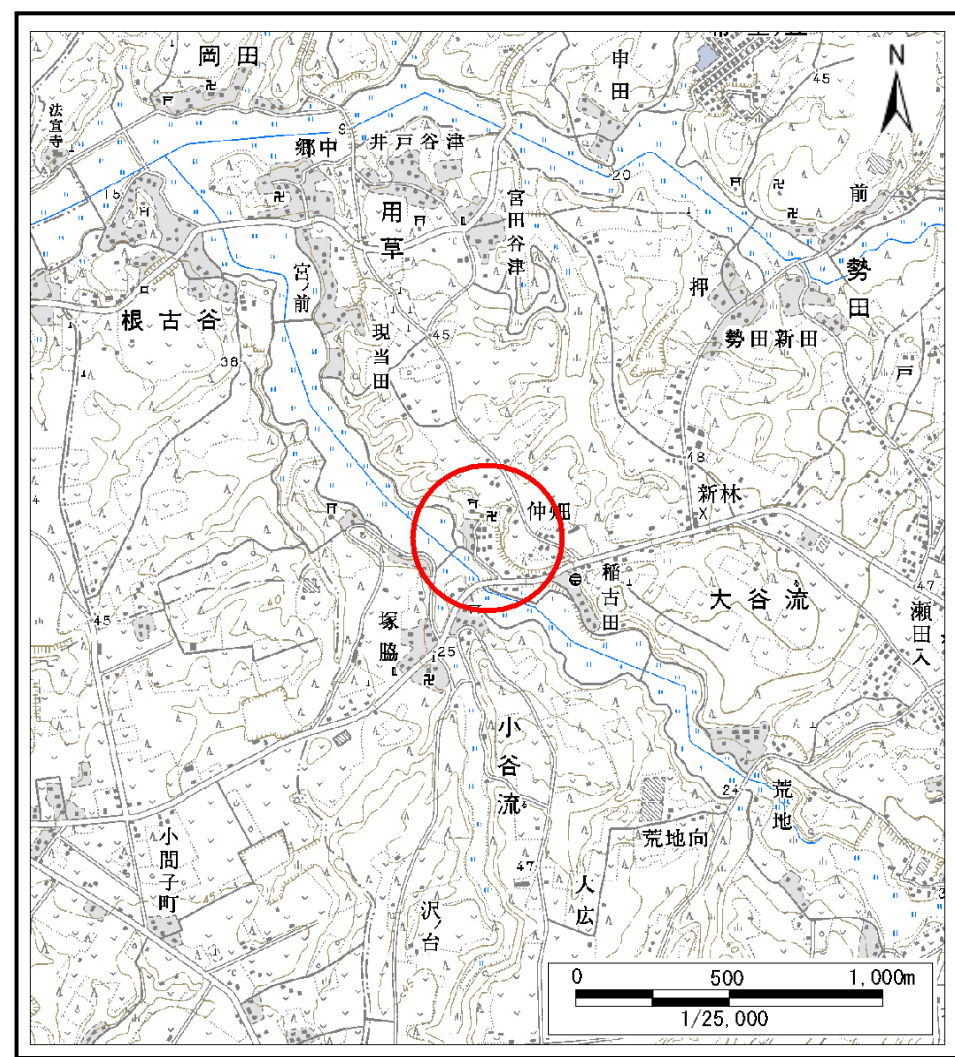 岡田
申田
45
N
法宣寺
9
郷中
井戸谷津
20
前
15
用草
宮田谷津
押
勢田
宮ノ前
根古谷
現当田
45
勢田新田
38
戸
48
新林
仲畑
稲古田
大谷流
47
瀬田入
45
塚脇
25
小谷流
24
荒地
荒地向
小間子町
47
沢ノ台
人広
0 500 1,000m
1/25,000